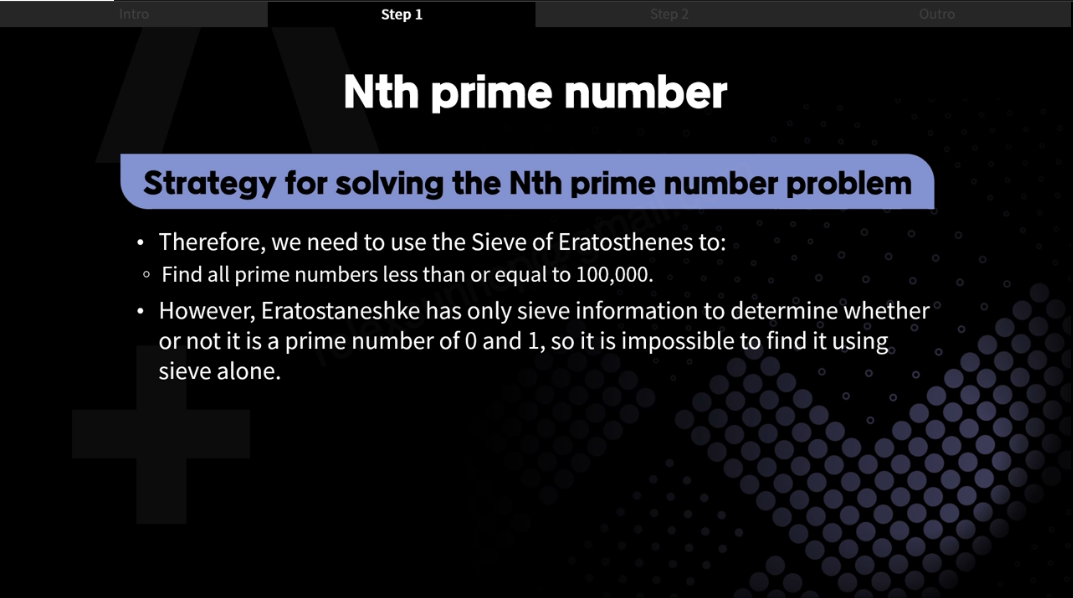 Intro
Step 1
Step 2
Outro
Nth prime number
Strategy for solving the Nth prime number problem
• Therefore, we need to use the Sieve of Eratosthenes to:
◦ Find all prime numbers less than or equal to 100,000.
• However, Eratostaneshke has only sieve information to determine whether
or not it is a prime number of 0 and 1, so it is impossible to find it using
sieve alone.